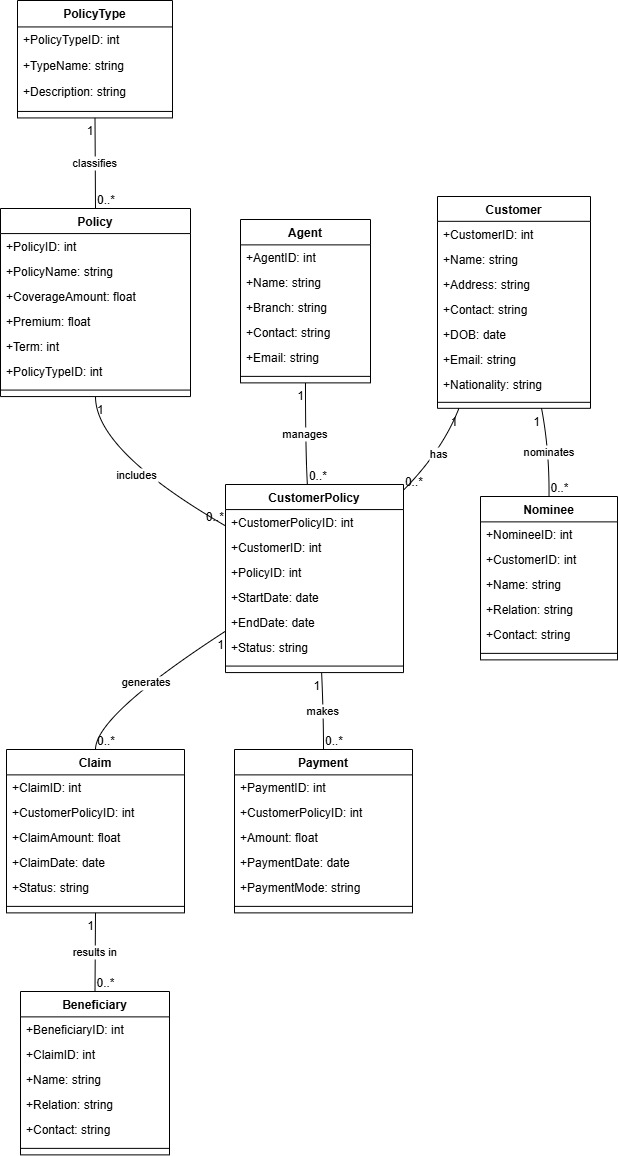 PolicyType
+PolicyTypeID: int
+TypeName: string
+Description: string
1
classifies
0..*
Policy
+PolicyID: int
+PolicyName: string
+CoverageAmount: float
+Premium: float
+Term: int
+PolicyTypeID: int
Agent
+AgentID: int
+Name: string
+Branch: string
+Contact: string
+Email: string
Customer
+CustomerID: int
+Name: string
+Address: string
+Contact: string
+DOB: date
+Email: string
+Nationality: string
1
includes
0..*
1
manages
0..*
1
has
0..*
1
nominates
0..*
CustomerPolicy
+CustomerPolicyID: int
+CustomerID: int
+PolicyID: int
+StartDate: date
+EndDate: date
+Status: string
Nominee
+NomineeID: int
+CustomerID: int
+Name: string
+Relation: string
+Contact: string
1
generates
0..*
1
makes
0..*
Claim
+ClaimID: int
+CustomerPolicyID: int
+ClaimAmount: float
+ClaimDate: date
+Status: string
Payment
+PaymentID: int
+CustomerPolicyID: int
+Amount: float
+PaymentDate: date
+PaymentMode: string
1
results in
0..*
Beneficiary
+BeneficiaryID: int
+ClaimID: int
+Name: string
+Relation: string
+Contact: string